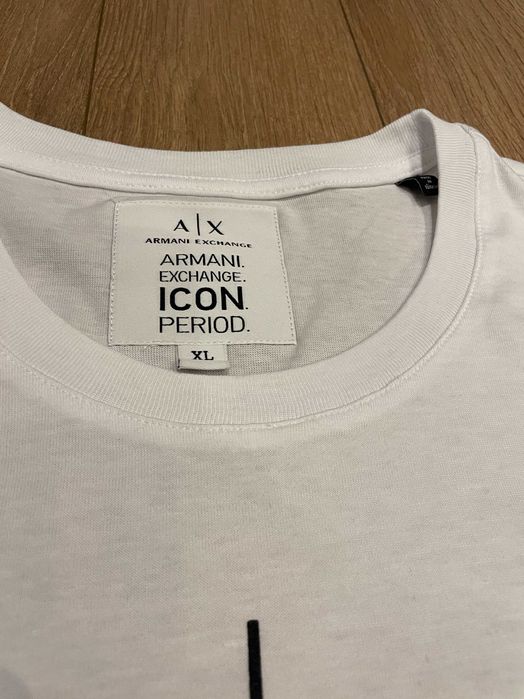 A|X
ARMANI EXCHANGE
ARMANI.
EXCHANGE.
ICON.
PERIOD.
XL